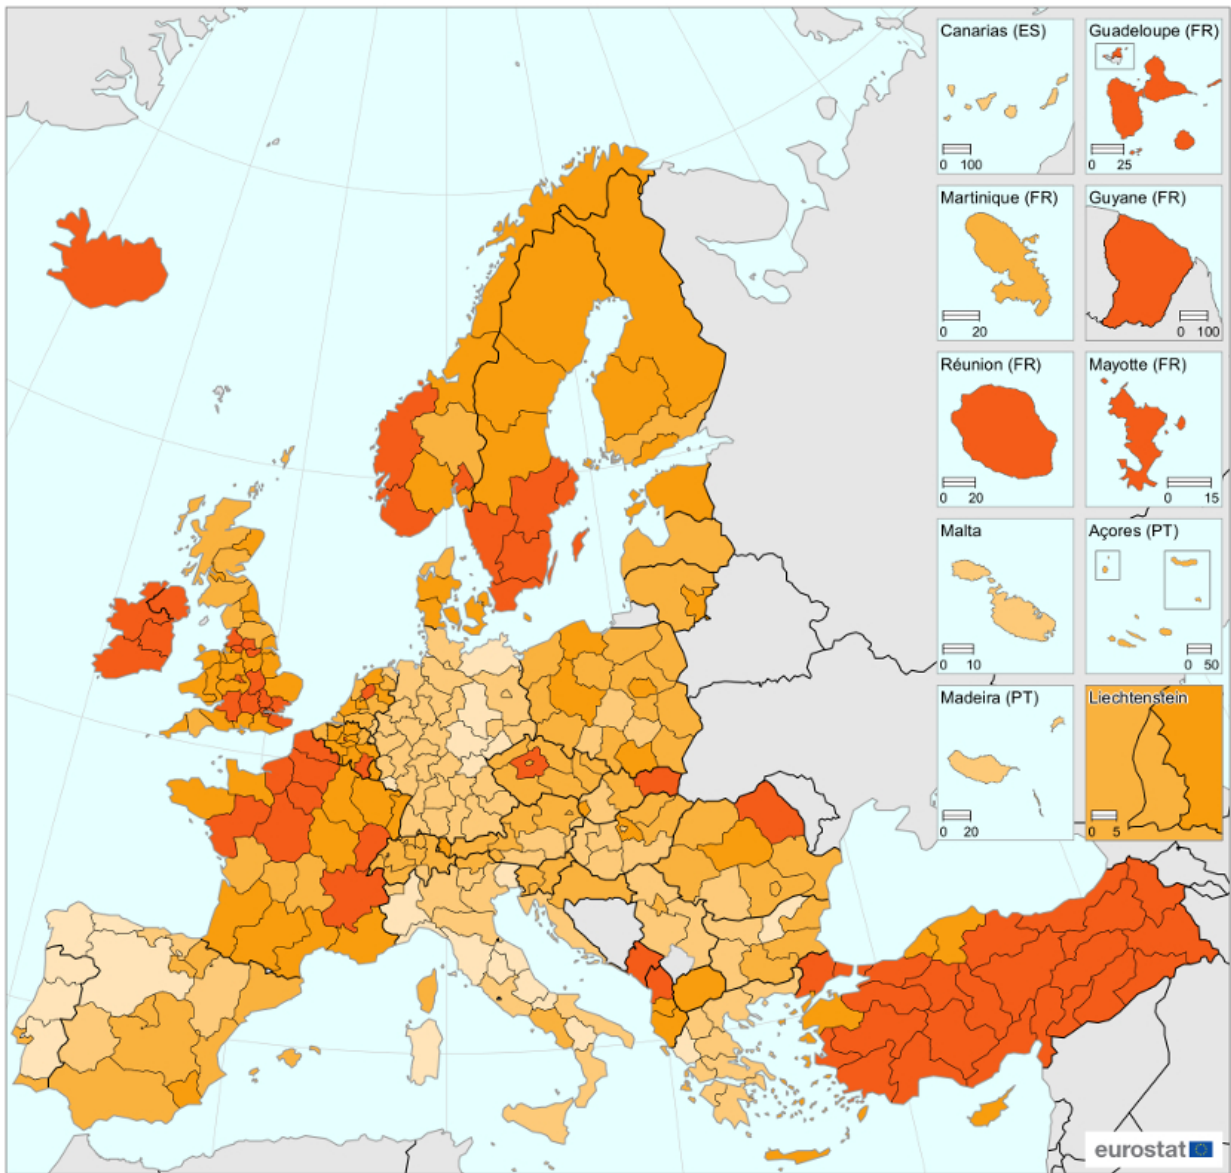 Canarias (ES)
0 100
Guadeloupe (FR)
0 25
Martinique (FR)
0 20
Guyane (FR)
0 100
Réunion (FR)
0 20
Mayotte (FR)
0 15
Malta
0 10
Açores (PT)
0 50
Madeira (PT)
0 20
Liechtenstein
0 5
eurostat